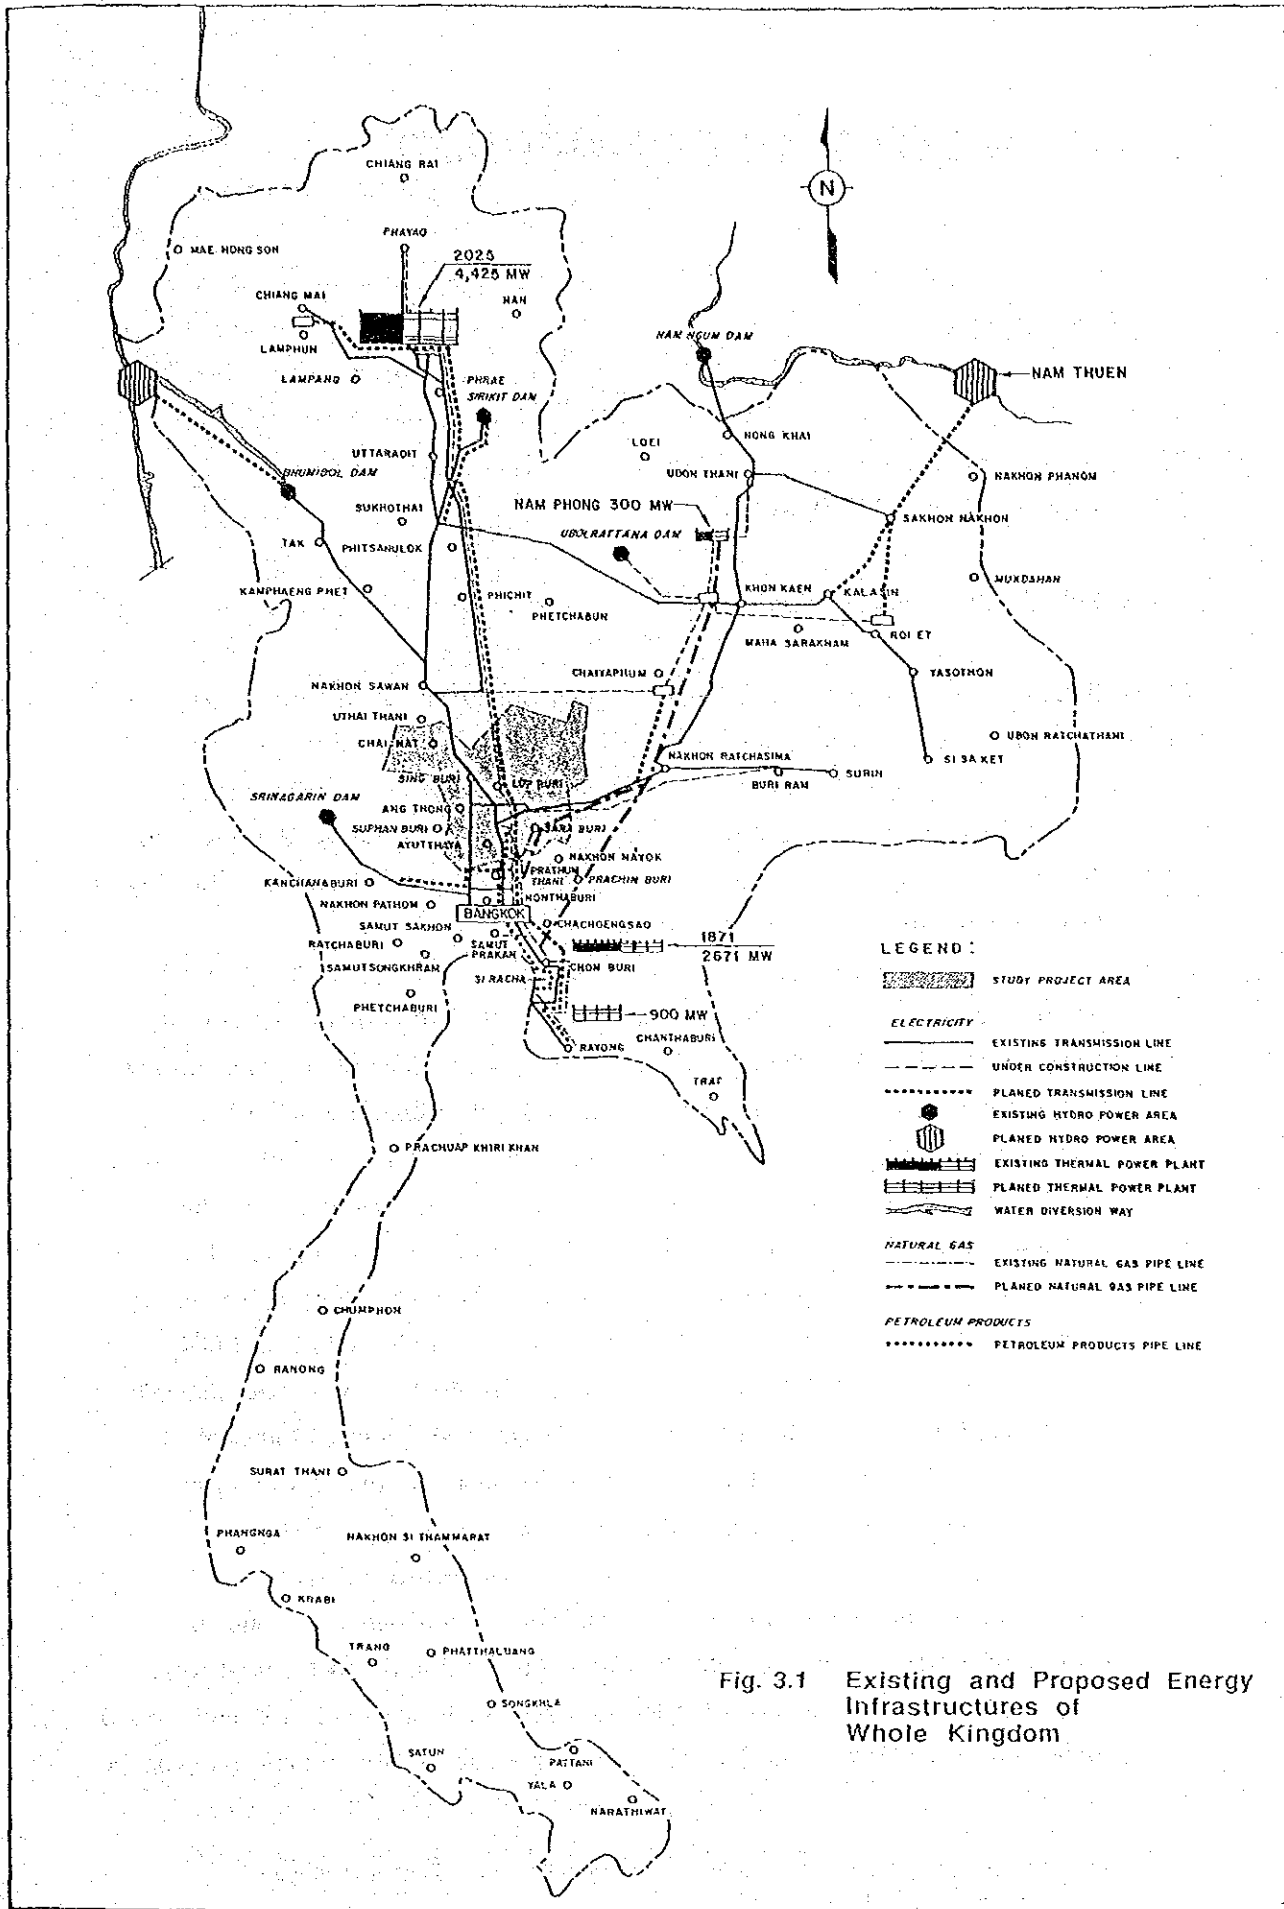 CHIANG RAI
N
MAE HONG SON
PHAYAO
2025
4,425 MW
CHIANG MAI
NAN
LAMPHUN
NAM NGUM DAM
LAMPANG
PHRAE
SIRIKIT DAM
NAM THUEN
NONG KHAI
LOEI
UTTARADIT
BHUMIBOL DAM
UDON THANI
NAKHON PHANOM
SUKHOTHAI
NAM PHONG 300 MW
SAKHON NAKHON
UBOLRATTANA DAM
TAK
PHITSANULOK
KAMPHAENG PHET
PHICHIT
PHETCHABUN
KHON KAEN
KALASIN
MUKDAHAN
MAHA SARAKHAM
ROI ET
CHAIYAPHUM
YASOTHON
NAKHON SAWAN
UTHAI THANI
CHAI NAT
UBON RATCHATHANI
NAKHON RATCHASIMA
SI SA KET
SING BURI
LOP BURI
BURI RAM
SURIN
SRINAGARIN DAM
ANG THONG
SUPHAN BURI
SARA BURI
AYUTTHAYA
NAKHON NAYOK
PRATHUM
THANI
PRACHIN BURI
KANCHANABURI
NAKHON PATHOM
NONTHABURI
BANGKOK
SAMUT SAKHON
CHACHOENGSAO
RATCHABURI
SAMUT
PRAKAN
1871
2671 MW
SAMUTSONGKHRAM
CHON BURI
SI RACHA
PHETCHABURI
900 MW
RAYONG
CHANTHABURI
TRAT
PRACHUAP KHIRI KHAN
CHUMPHON
RANONG
SURAT THANI
PHANGNGA
NAKHON SI THAMMARAT
KRABI
TRANG
PHATTHALUANG
SONGKHLA
SATUN
PATTANI
YALA
NARATHIWAT
LEGEND :
STUDY PROJECT AREA
ELECTRICITY
EXISTING TRANSMISSION LINE
UNDER CONSTRUCTION LINE
PLANED TRANSMISSION LINE
EXISTING HYDRO POWER AREA
PLANED HYDRO POWER AREA
EXISTING THERMAL POWER PLANT
PLANED THERMAL POWER PLANT
WATER DIVERSION WAY
NATURAL GAS
EXISTING NATURAL GAS PIPE LINE
PLANED NATURAL GAS PIPE LINE
PETROLEUM PRODUCTS
PETROLEUM PRODUCTS PIPE LINE
Fig. 3.1 Existing and Proposed Energy
Infrastructures of
Whole Kingdom